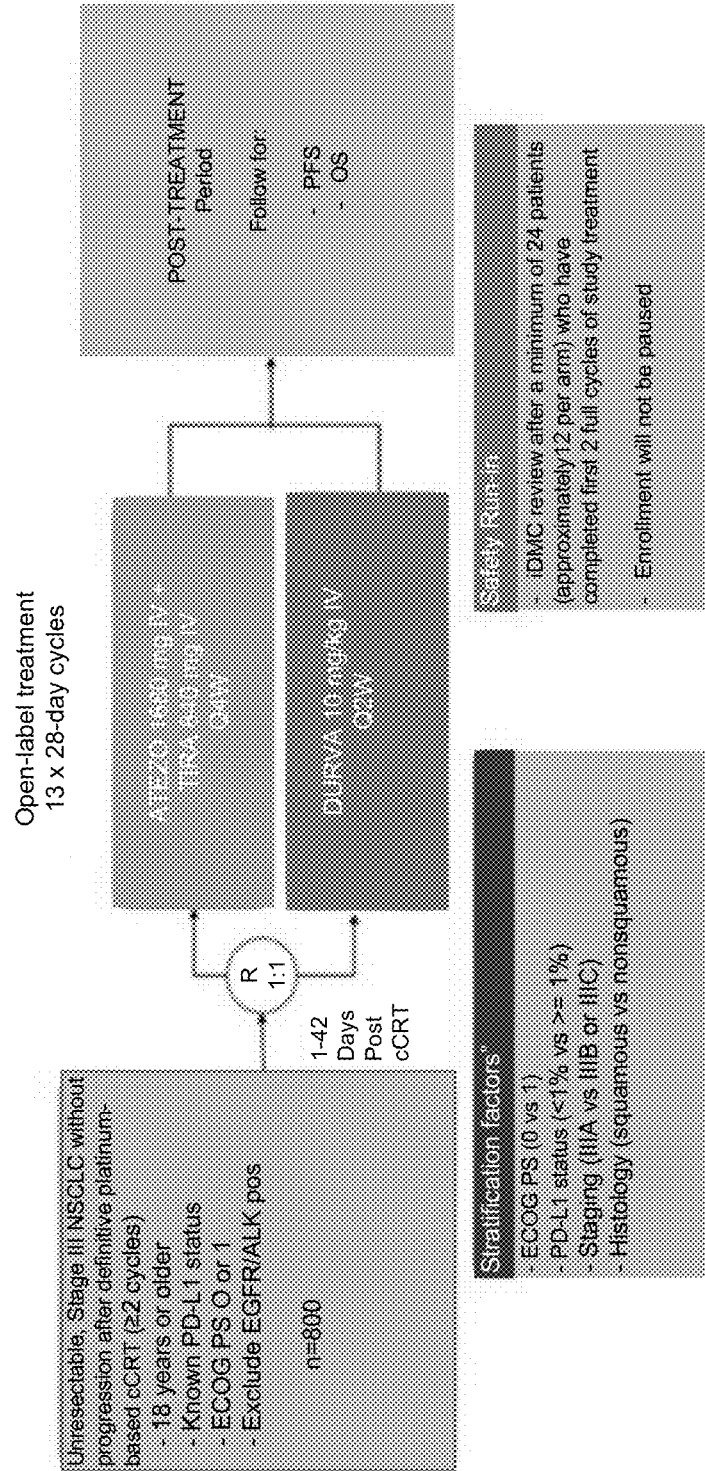 Open-label treatment
13 x 28-day cycles
Unresectable, Stage III NSCLC without
progression after definitive platinum-
based cCRT (≥2 cycles)
- 18 years or older
- Known PD-L1 status
- ECOG PS O or 1
- Exclude EGFR/ALK pos
n=800
R
1:1
1-42
Days
Post
cCRT
ATEZO 1680 mg IV +
TIRA 840 mg IV
Q4W
DURVA 10 mg/kg IV
Q2W
POST-TREATMENT
Period
Follow for
- PFS
- OS
Stratification factors"
- ECOG PS (0 vs 1)
- PD-L1 status (<1% vs >= 1%)
- Staging (IIIA vs IIIB or IIIC)
- Histology (squamous vs nonsquamous)
Safety Run-in
- iDMC review after a minimum of 24 patients
(approximately12 per arm) who have
completed first 2 full cycles of study treatment
- Enrollment will not be paused